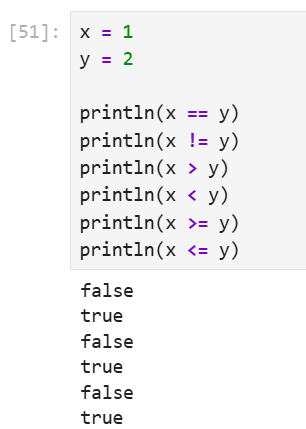 [51]: x = 1
y = 2
println(x == y)
println(x != y)
println(x > y)
println(x < y)
println(x >= y)
println(x <= y)
false
true
false
true
false
true